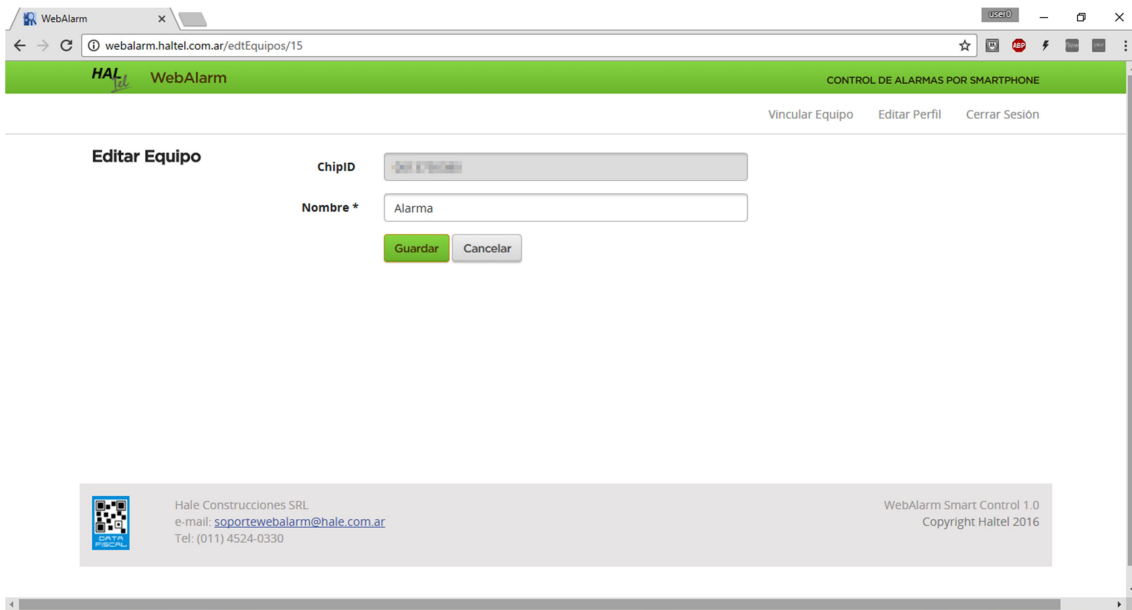 WebAlarm
user0
webalarm.haltel.com.ar/edtEquipos/15
ABP
HALTel WebAlarm
CONTROL DE ALARMAS POR SMARTPHONE
Vincular Equipo Editar Perfil Cerrar Sesión
Editar Equipo
ChipID
Nombre * Alarma
Guardar Cancelar
DATA FISCAL
Hale Construcciones SRL
e-mail: soportewebalarm@hale.com.ar
Tel: (011) 4524-0330
WebAlarm Smart Control 1.0
Copyright Haltel 2016